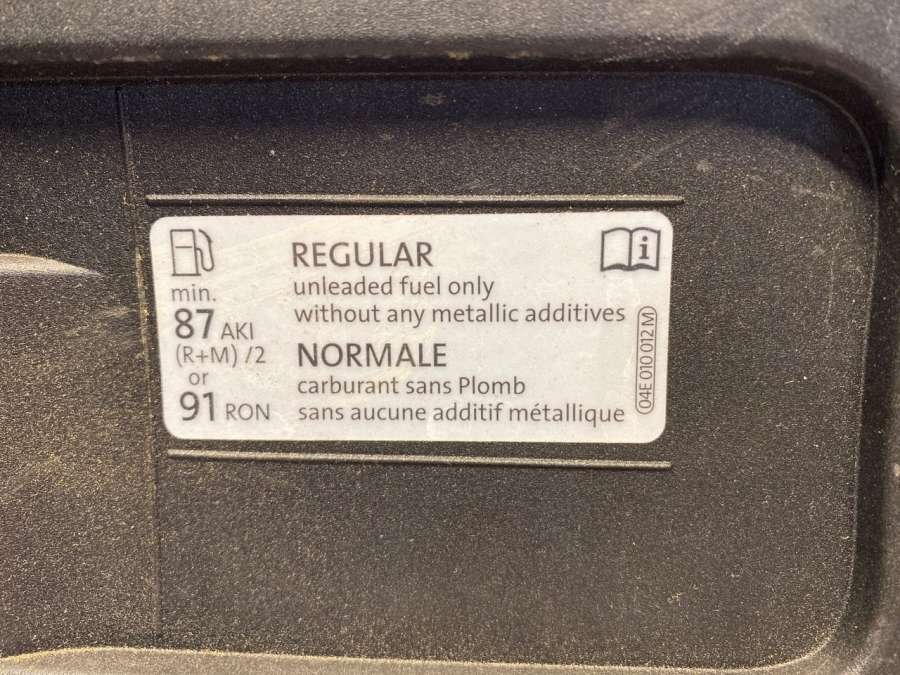 min.
87 AKI
(R+M) /2
or
91 RON
REGULAR
unleaded fuel only
without any metallic additives
NORMALE
carburant sans Plomb
sans aucune additif métallique
i
04E 010 012 M